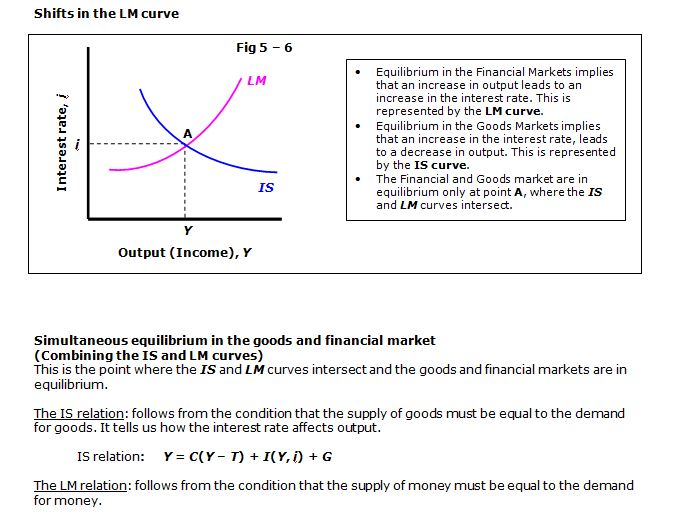 Shifts in the LM curve
Fig 5 – 6
LM
A
Interest rate, i
i
IS
Y
Output (Income), Y
• Equilibrium in the Financial Markets implies
that an increase in output leads to an
increase in the interest rate. This is
represented by the LM curve.
• Equilibrium in the Goods Markets implies
that an increase in the interest rate, leads
to a decrease in output. This is represented
by the IS curve.
• The Financial and Goods market are in
equilibrium only at point A, where the IS
and LM curves intersect.
Simultaneous equilibrium in the goods and financial market
(Combining the IS and LM curves)
This is the point where the IS and LM curves intersect and the goods and financial markets are in
equilibrium.
The IS relation: follows from the condition that the supply of goods must be equal to the demand
for goods. It tells us how the interest rate affects output.
IS relation: Y = C(Y – T) + I(Y, i) + G
The LM relation: follows from the condition that the supply of money must be equal to the demand
for money.